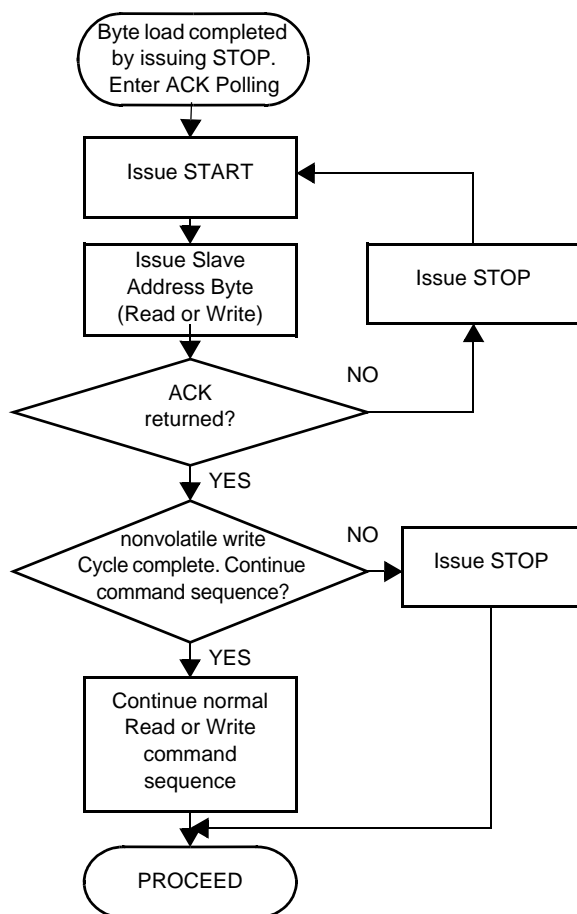 Byte load completed
by issuing STOP.
Enter ACK Polling
Issue START
Issue Slave
Address Byte
(Read or Write)
Issue STOP
ACK
returned?
NO
YES
nonvolatile write
Cycle complete. Continue
command sequence?
NO
Issue STOP
YES
Continue normal
Read or Write
command
sequence
PROCEED